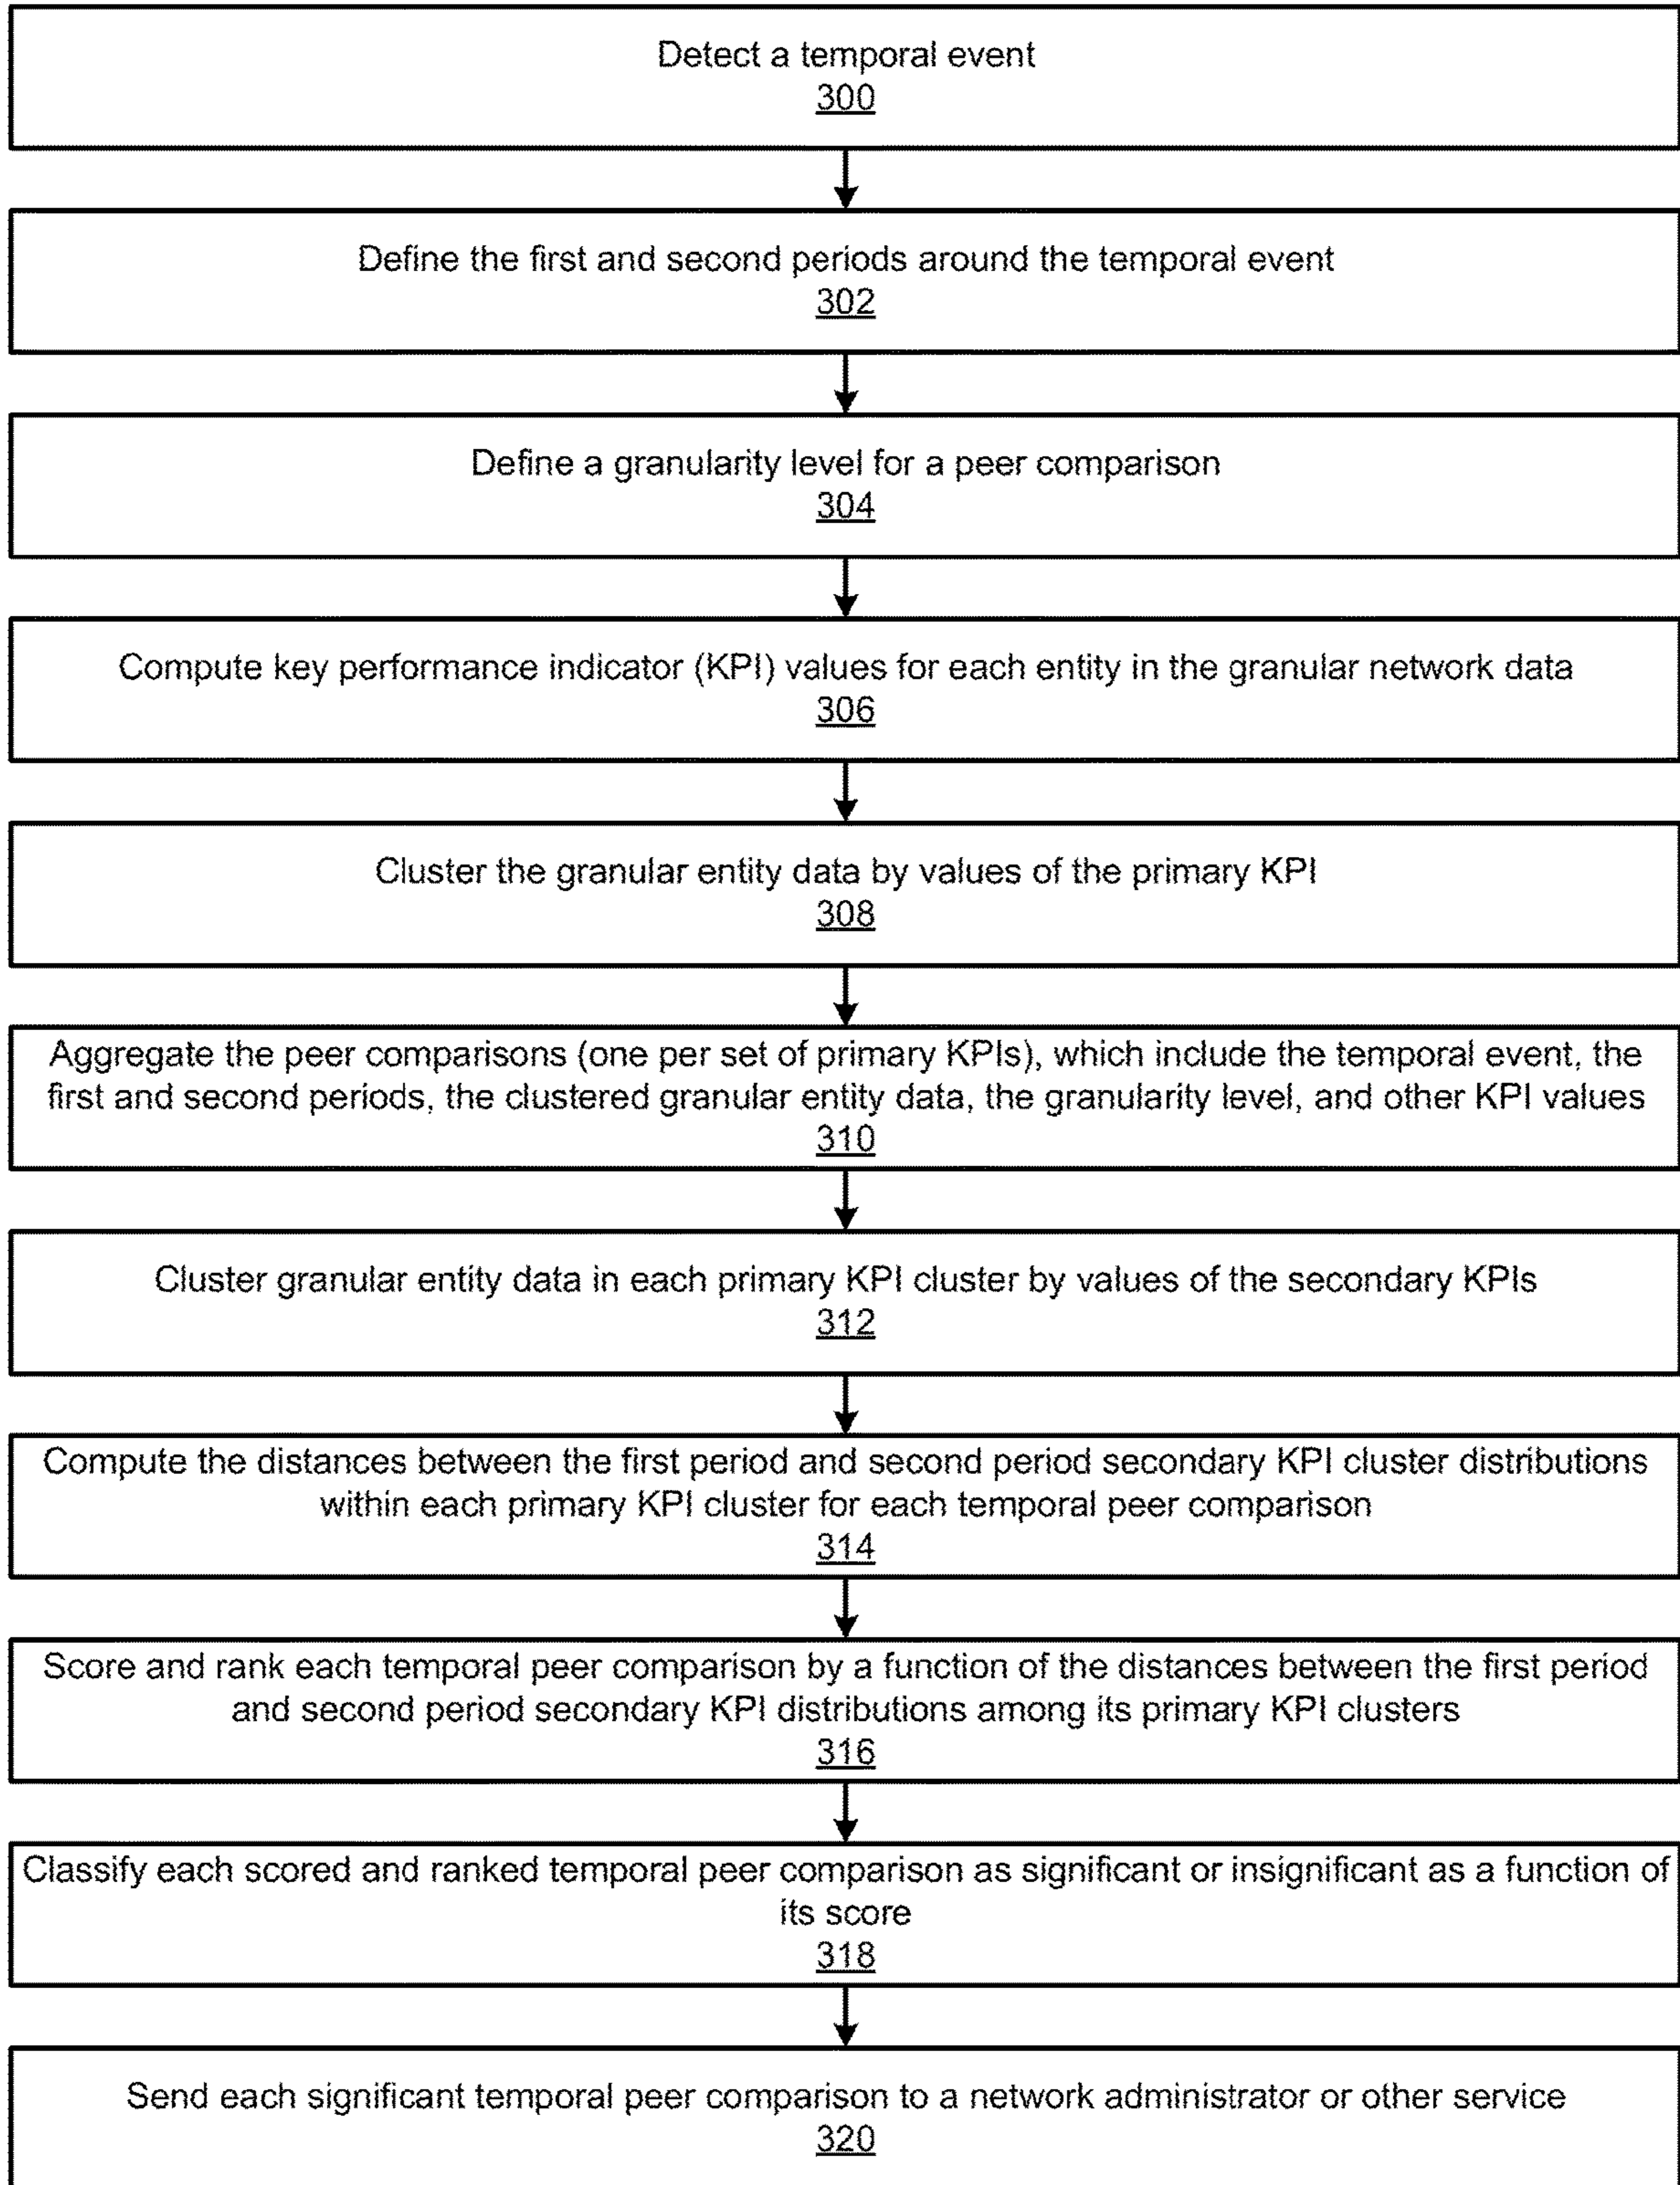 Detect a temporal event
300
Define the first and second periods around the temporal event
302
Define a granularity level for a peer comparison
304
Compute key performance indicator (KPI) values for each entity in the granular network data
306
Cluster the granular entity data by values of the primary KPI
308
Aggregate the peer comparisons (one per set of primary KPIs), which include the temporal event, the
first and second periods, the clustered granular entity data, the granularity level, and other KPI values
310
Cluster granular entity data in each primary KPI cluster by values of the secondary KPIs
312
Compute the distances between the first period and second period secondary KPI cluster distributions
within each primary KPI cluster for each temporal peer comparison
314
Score and rank each temporal peer comparison by a function of the distances between the first period
and second period secondary KPI distributions among its primary KPI clusters
316
Classify each scored and ranked temporal peer comparison as significant or insignificant as a function of
its score
318
Send each significant temporal peer comparison to a network administrator or other service
320